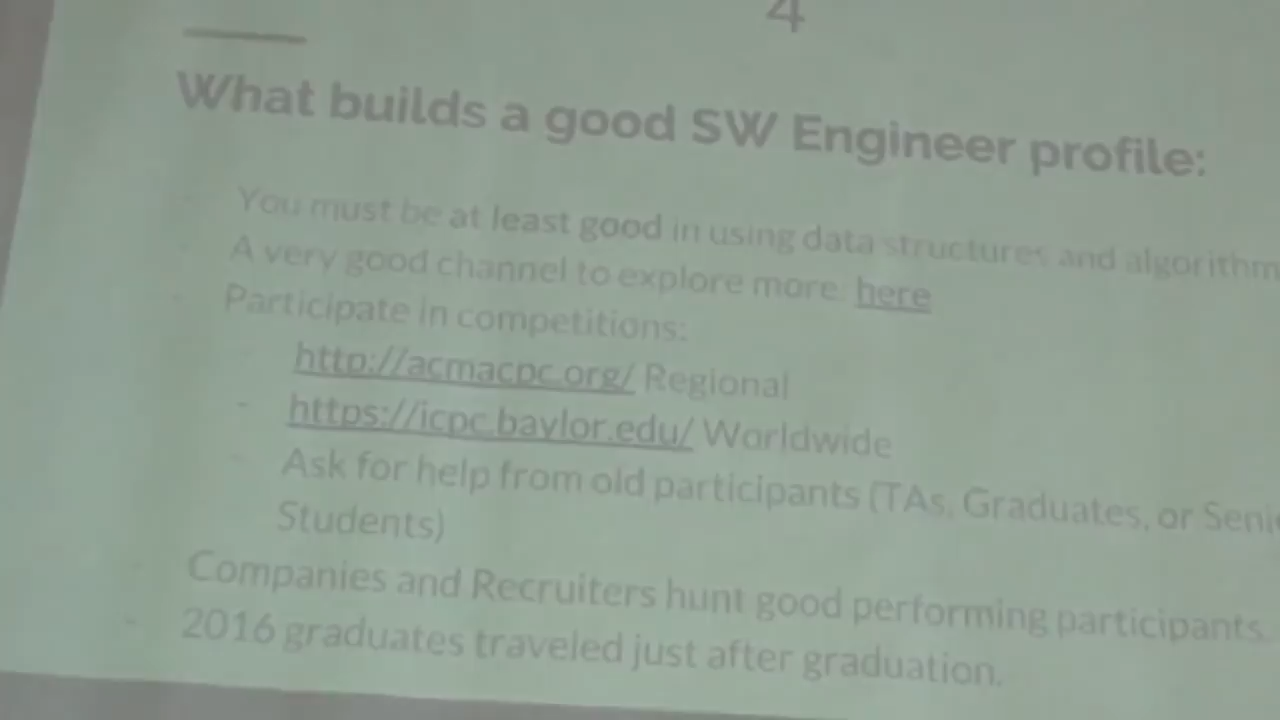 4
What builds a good SW Engineer profile:
You must be at least good in using data structures and algorithm
A very good channel to explore more: here
Participate in competitions:
http://acmacpc.org/ Regional
- https://icpc.baylor.edu/ Worldwide
- Ask for help from old participants (TAs, Graduates, or Seni
Students)
Companies and Recruiters hunt good performing participants.
- 2016 graduates traveled just after graduation.